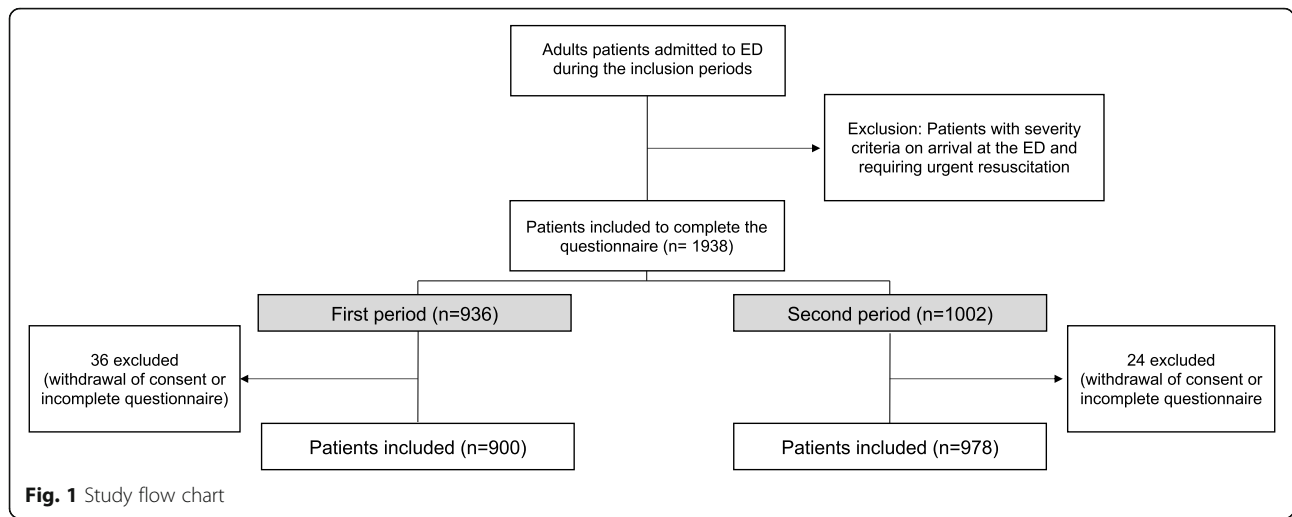 Adults patients admitted to ED
during the inclusion periods
Exclusion: Patients with severity
criteria on arrival at the ED and
requiring urgent resuscitation
Patients included to complete the
questionnaire (n= 1938)
First period (n=936)
Second period (n=1002)
36 excluded
(withdrawal of consent or
incomplete questionnaire)
24 excluded
(withdrawal of consent or
incomplete questionnaire
Patients included (n=900)
Patients included (n=978)
Fig. 1 Study flow chart